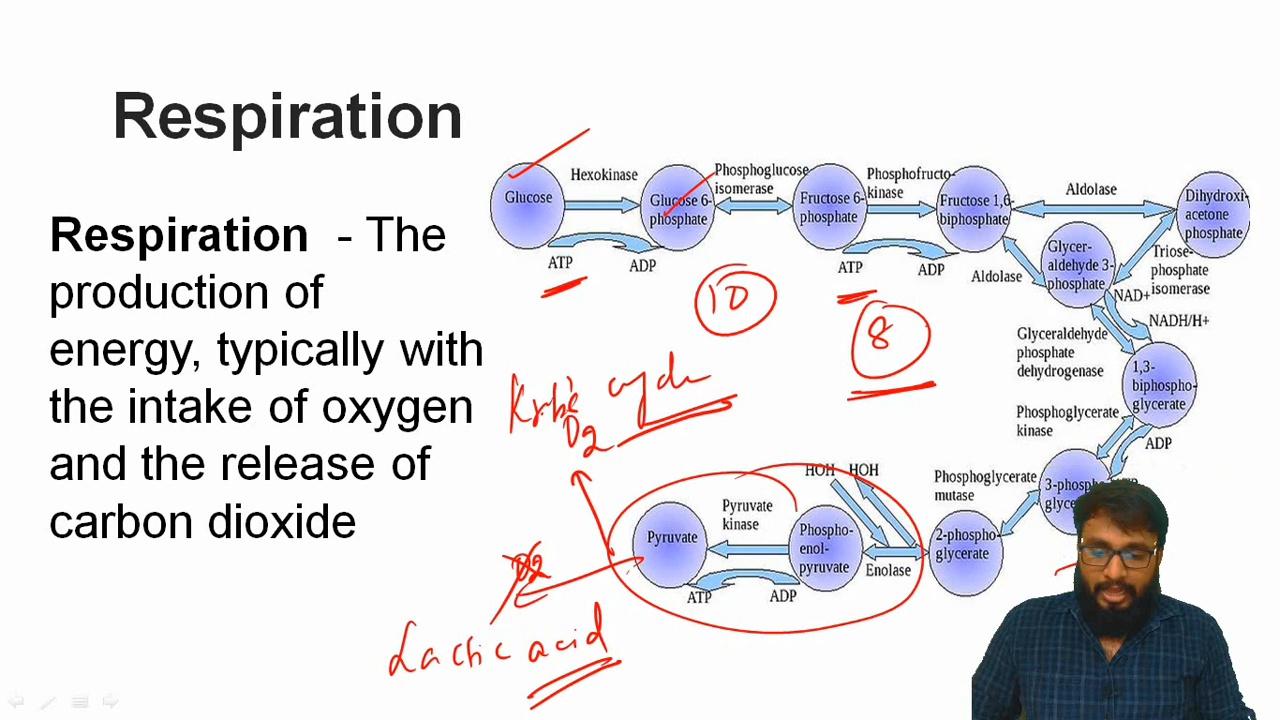 Respiration
Respiration - The
production of
energy, typically with
the intake of oxygen
and the release of
carbon dioxide
Glucose
Hexokinase
Glucose 6-
phosphate
Phosphoglucose
isomerase
Fructose 6-
phosphate
Phosphofructo-
kinase
Fructose 1,6-
biphosphate
Aldolase
Dihydroxi-
acetone
phosphate
ATP
ADP
ATP
ADP
Aldolase
Glycer-
aldehyde 3-
phosphate
Triose-
phosphate
isomerase
NAD+
NADH/H+
10
8
Glyceraldehyde
phosphate
dehydrogenase
1,3-
biphospho-
glycerate
Phosphoglycerate
kinase
ADP
cycle
O2
HOH
HOH
Pyruvate
Pyruvate
kinase
Phospho-
enol-
pyruvate
Enolase
2-phospho-
glycerate
Phosphoglycerate
mutase
ATP
ADP
O2
Lactic acid